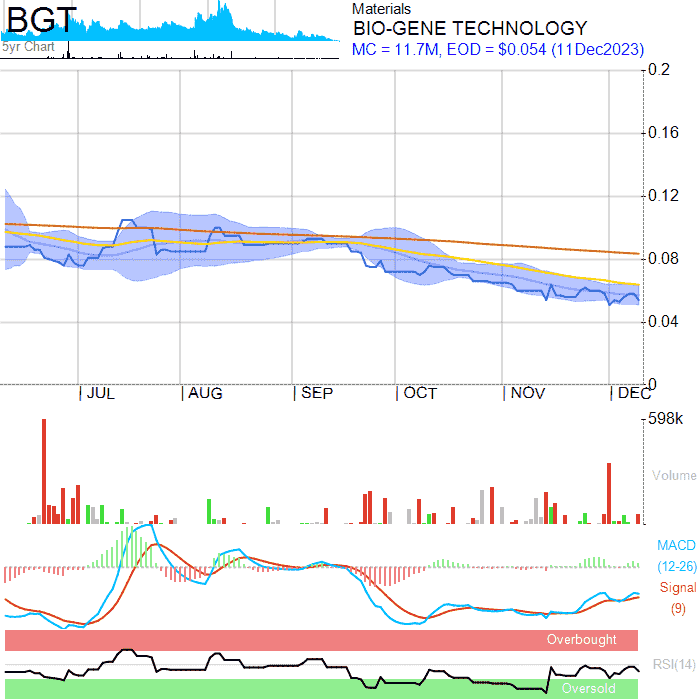 BGT
5yr Chart
Materials
BIO-GENE TECHNOLOGY
MC = 11.7M, EOD = $0.054 (11Dec2023)
0.2
0.16
0.12
0.08
0.04
0
| JUL | AUG | SEP | OCT | NOV | DEC
598k
Volume
MACD
(12-26)
Signal
(9)
Overbought
RSI(14)
Oversold